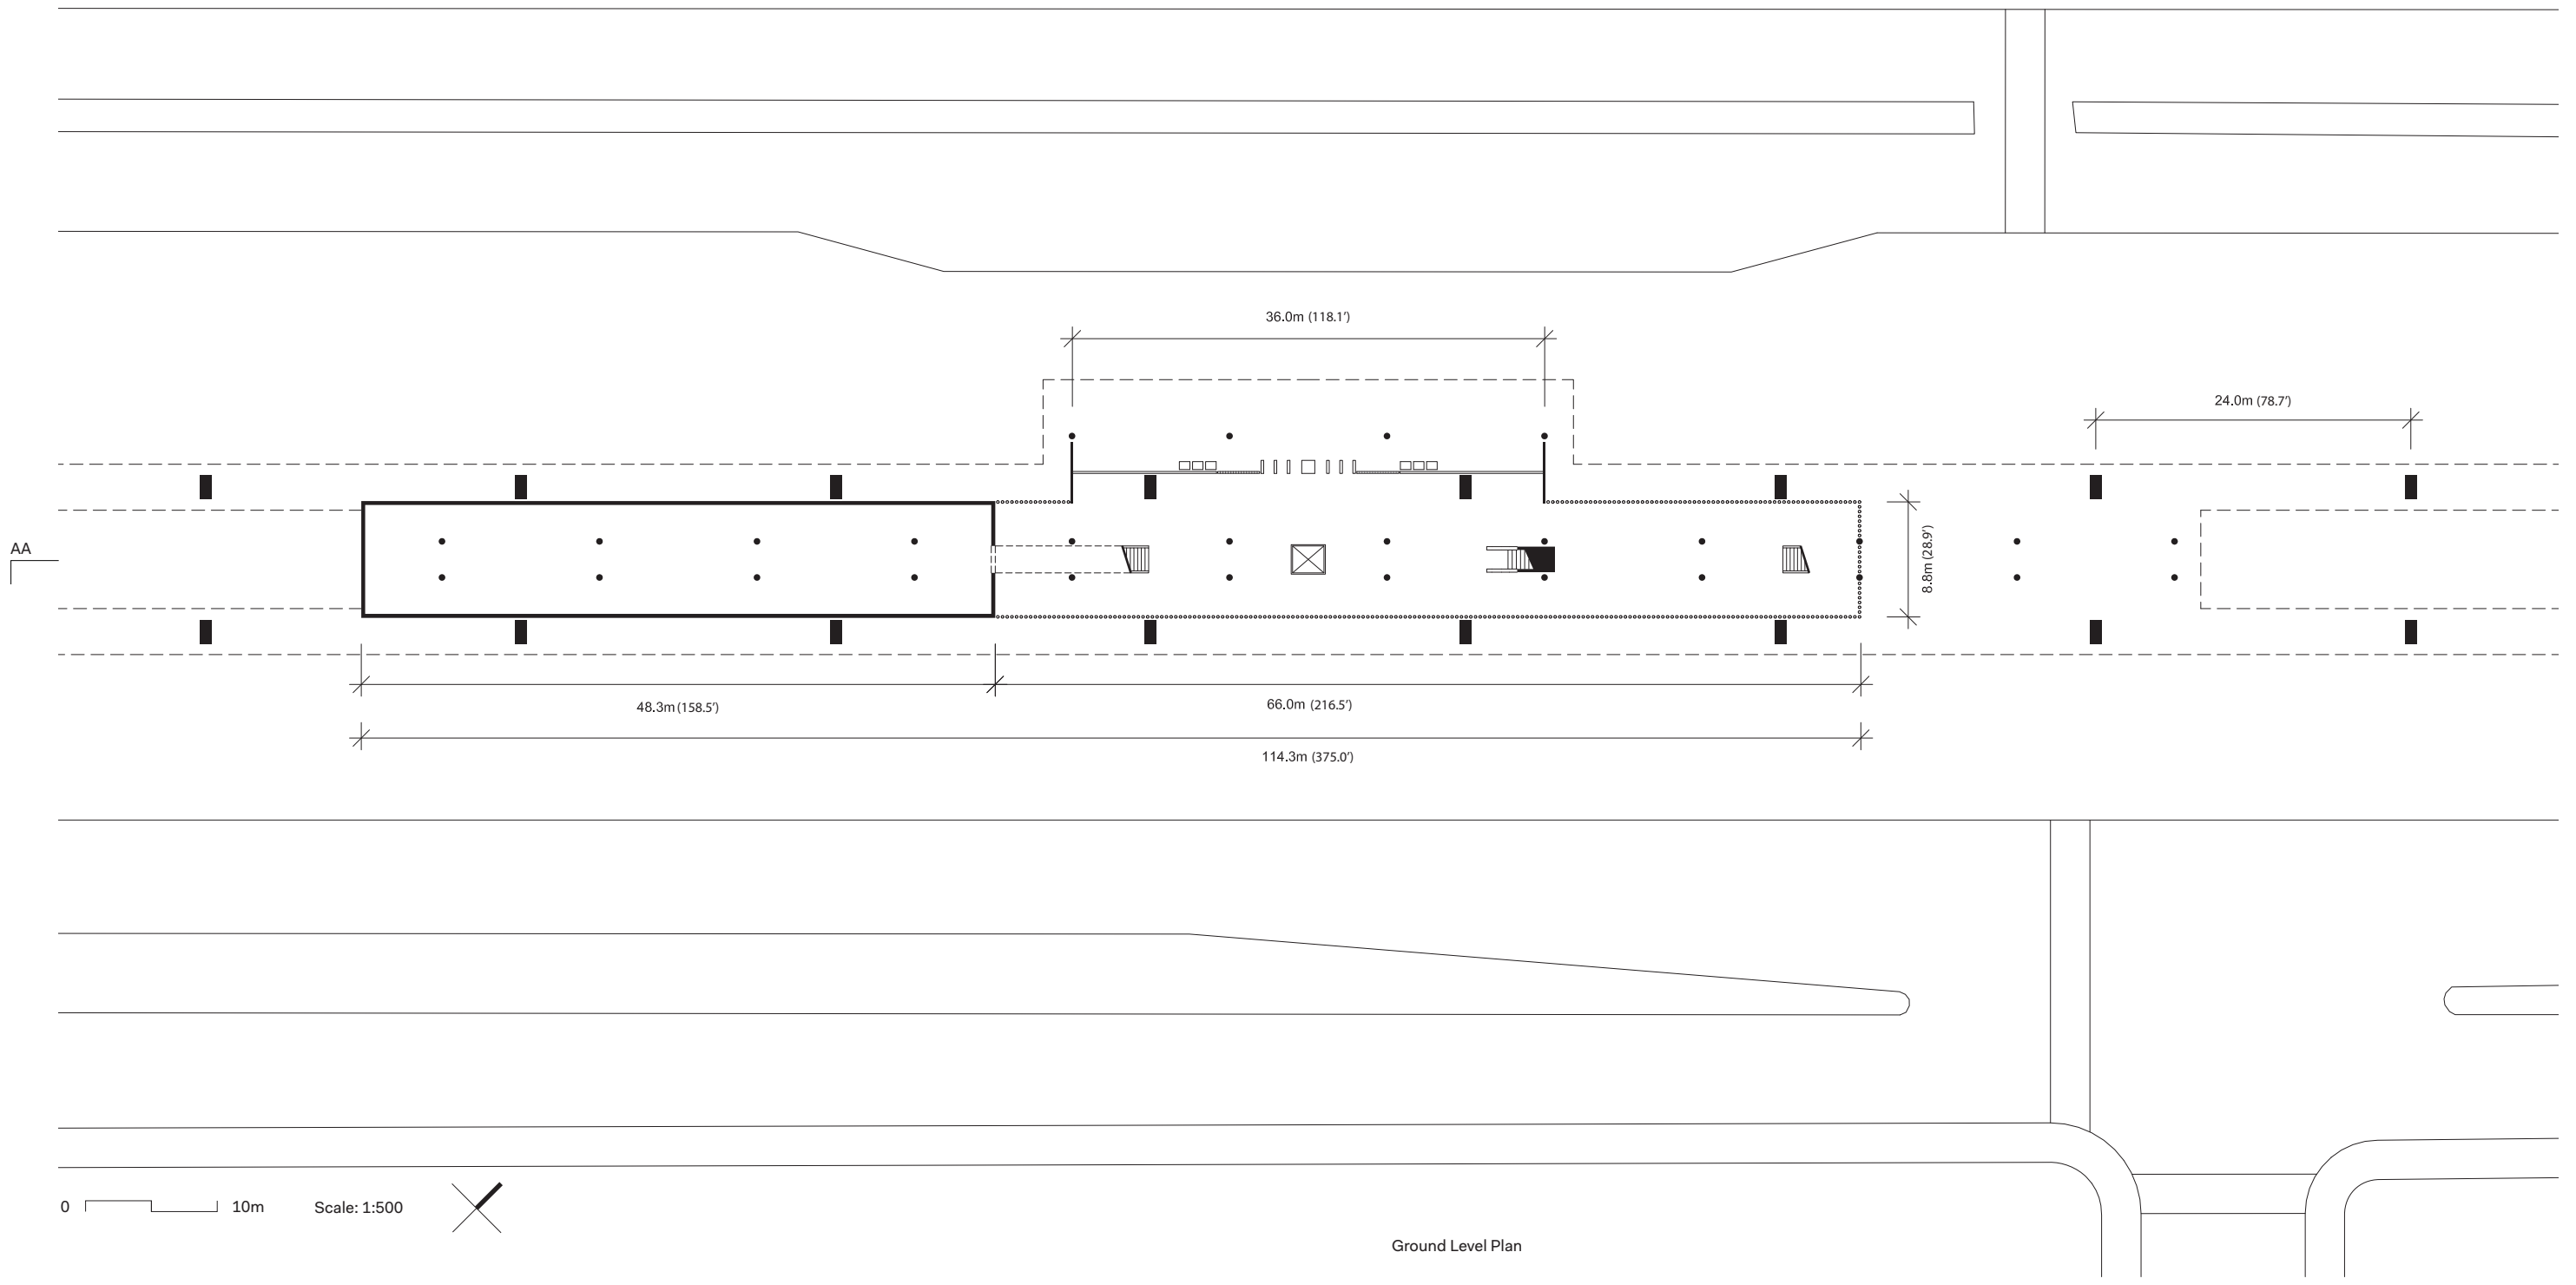 36.0m (118.1′)
24.0m (78.7′)
AA
8.8m (28.9′)
48.3m (158.5′)
66.0m (216.5′)
114.3m (375.0′)
0 10m Scale: 1:500
Ground Level Plan